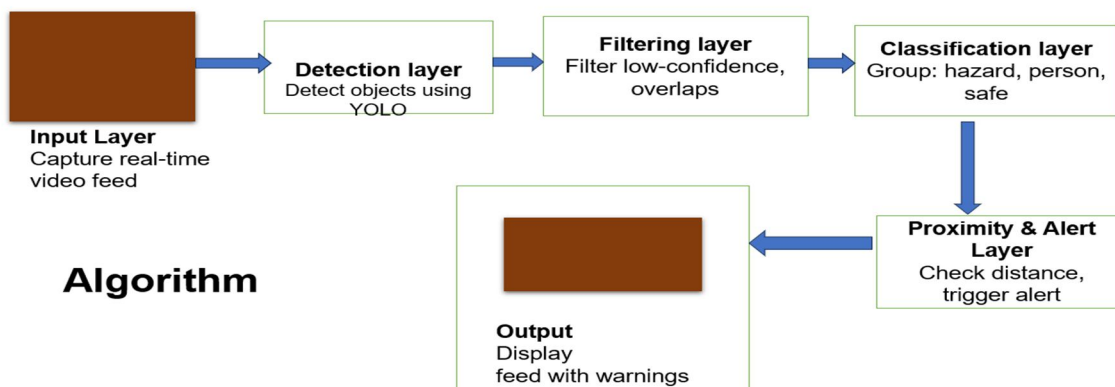 Input Layer
Capture real-time
video feed
Detection layer
Detect objects using
YOLO
Filtering layer
Filter low-confidence,
overlaps
Classification layer
Group: hazard, person,
safe
Proximity & Alert
Layer
Check distance,
trigger alert
Output
Display
feed with warnings
Algorithm